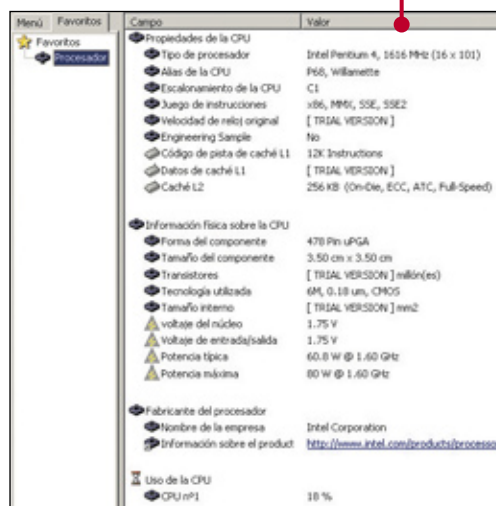 Menú Favoritos
Favoritos
Procesador
Campo Valor
Propiedades de la CPU
Tipo de procesador Intel Pentium 4, 1616 MHz (16 x 101)
Alias de la CPU P68, Willamette
Escalonamiento de la CPU C1
Juego de instrucciones x86, MMX, SSE, SSE2
Velocidad de reloj original [ TRIAL VERSION ]
Engineering Sample No
Código de pista de caché L1 12K Instructions
Datos de caché L1 [ TRIAL VERSION ]
Caché L2 256 KB (On-Die, ECC, ATC, Full-Speed)
Información física sobre la CPU
Forma del componente 478 Pin uPGA
Tamaño del componente 3.50 cm x 3.50 cm
Transistores [ TRIAL VERSION ] millón(es)
Tecnología utilizada 6M, 0.18 um, CMOS
Tamaño interno [ TRIAL VERSION ] mm2
voltaje del núcleo 1.75 V
Voltaje de entrada/salida 1.75 V
Potencia típica 60.8 W @ 1.60 GHz
Potencia máxima 80 W @ 1.60 GHz
Fabricante del procesador
Nombre de la empresa Intel Corporation
Información sobre el product http://www.intel.com/products/processo
Uso de la CPU
CPU nº1 18 %